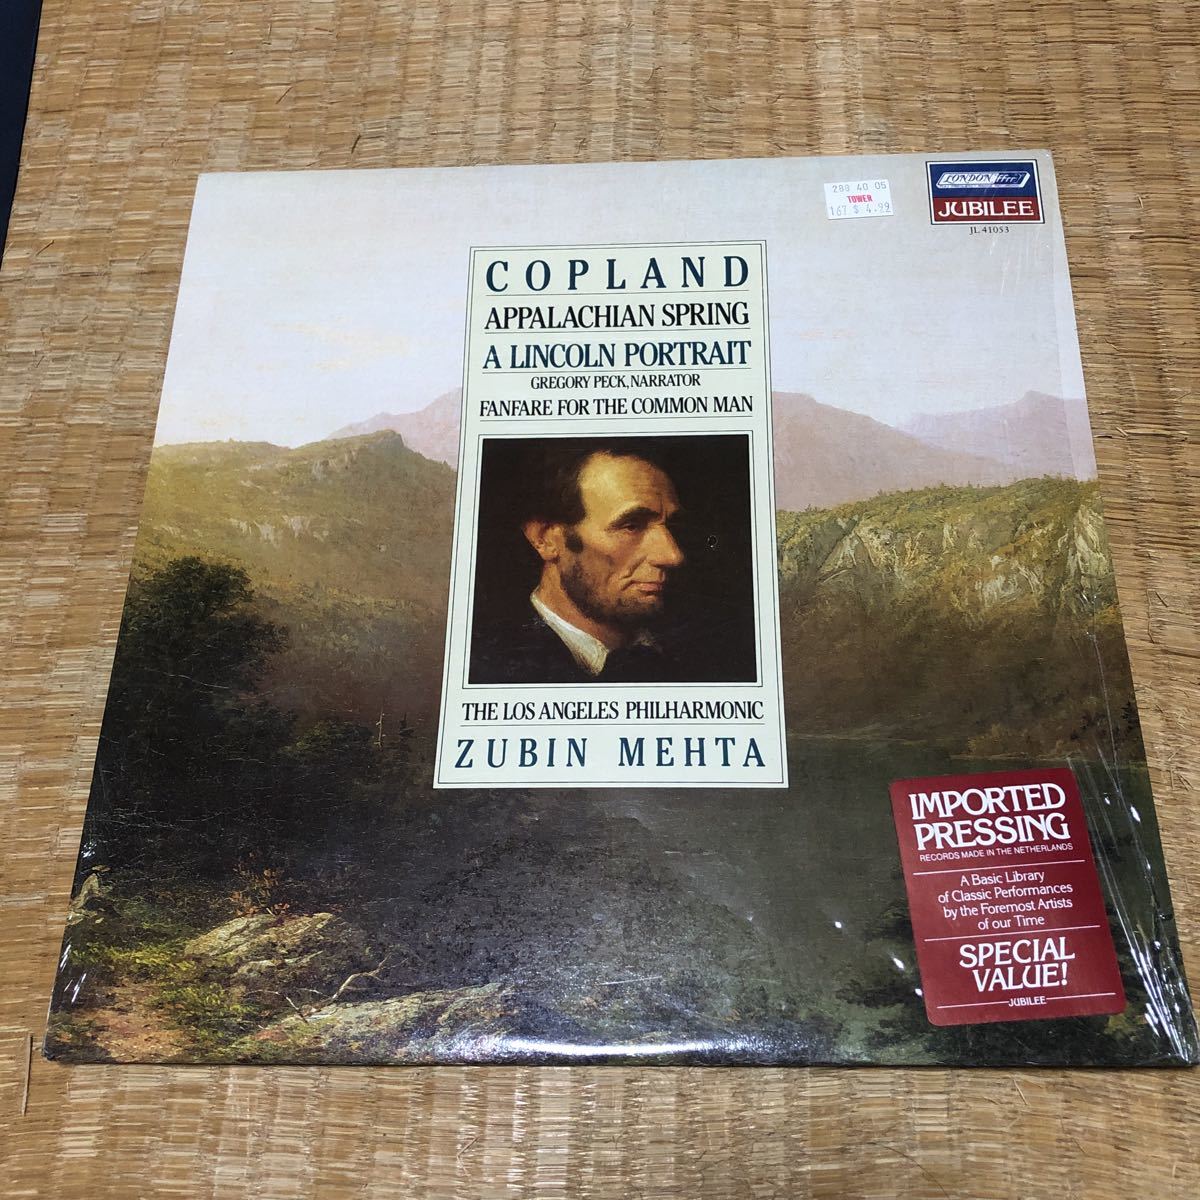 288 40 05
TOWER
167 $ 4.99
LONDON ffrr
JUBILEE
JL 41053
COPLAND
APPALACHIAN SPRING
A LINCOLN PORTRAIT
GREGORY PECK, NARRATOR
FANFARE FOR THE COMMON MAN
THE LOS ANGELES PHILHARMONIC
ZUBIN MEHTA
IMPORTED
PRESSING
RECORDS MADE IN THE NETHERLANDS
A Basic Library
of Classic Performances
by the Foremost Artists
of our Time
SPECIAL
VALUE!
JUBILEE